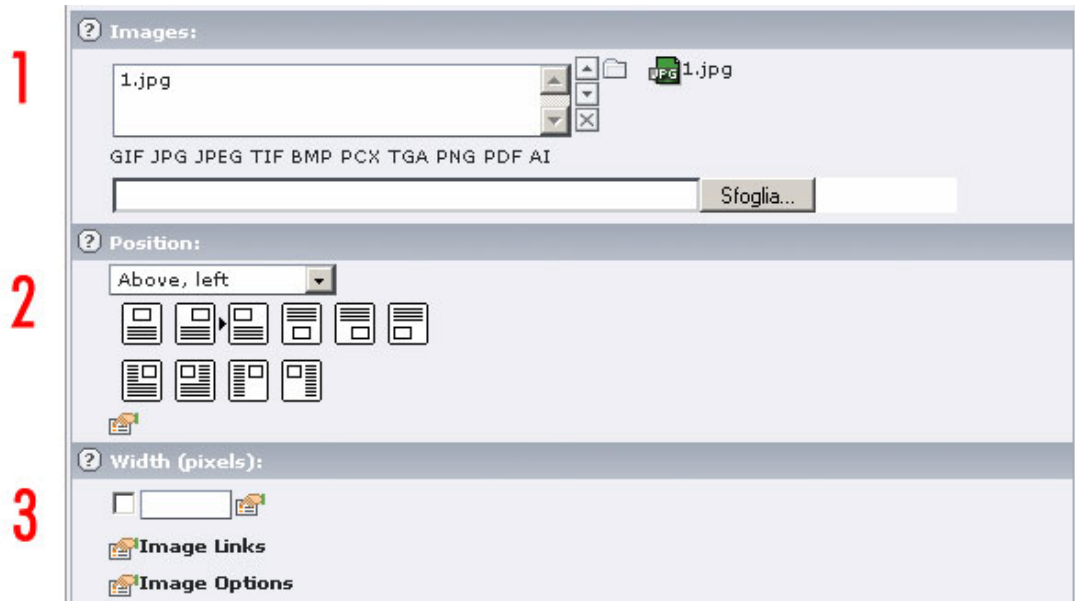 1
? Images:
1.jpg
JPG 1.jpg
GIF JPG JPEG TIF BMP PCX TGA PNG PDF AI
Sfoglia...
2
? Position:
Above, left
3
? Width (pixels):
Image Links
Image Options